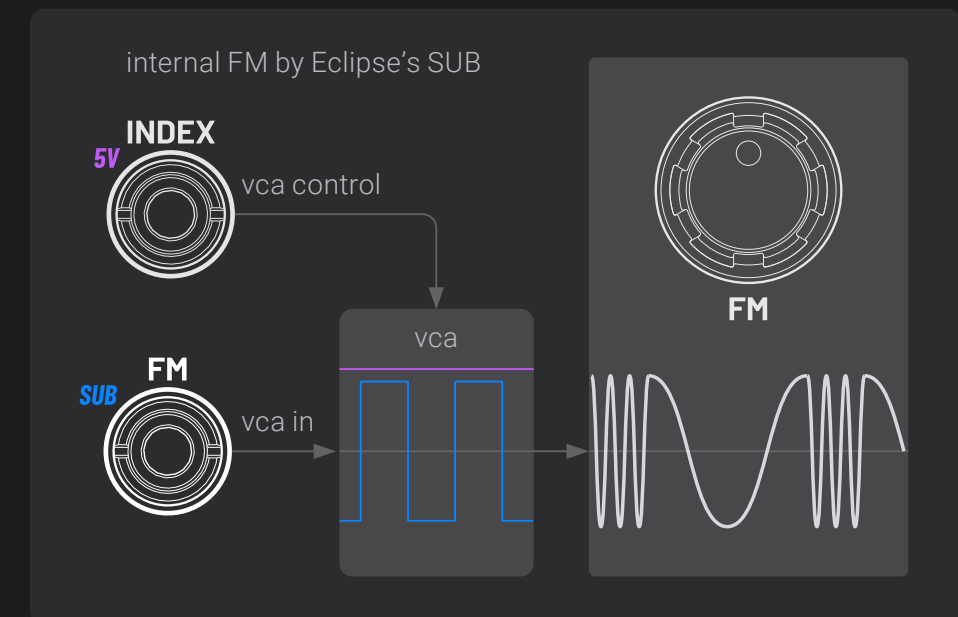 internal FM by Eclipse’s SUB
INDEX
5V
vca control
vca
FM
FM
SUB
vca in